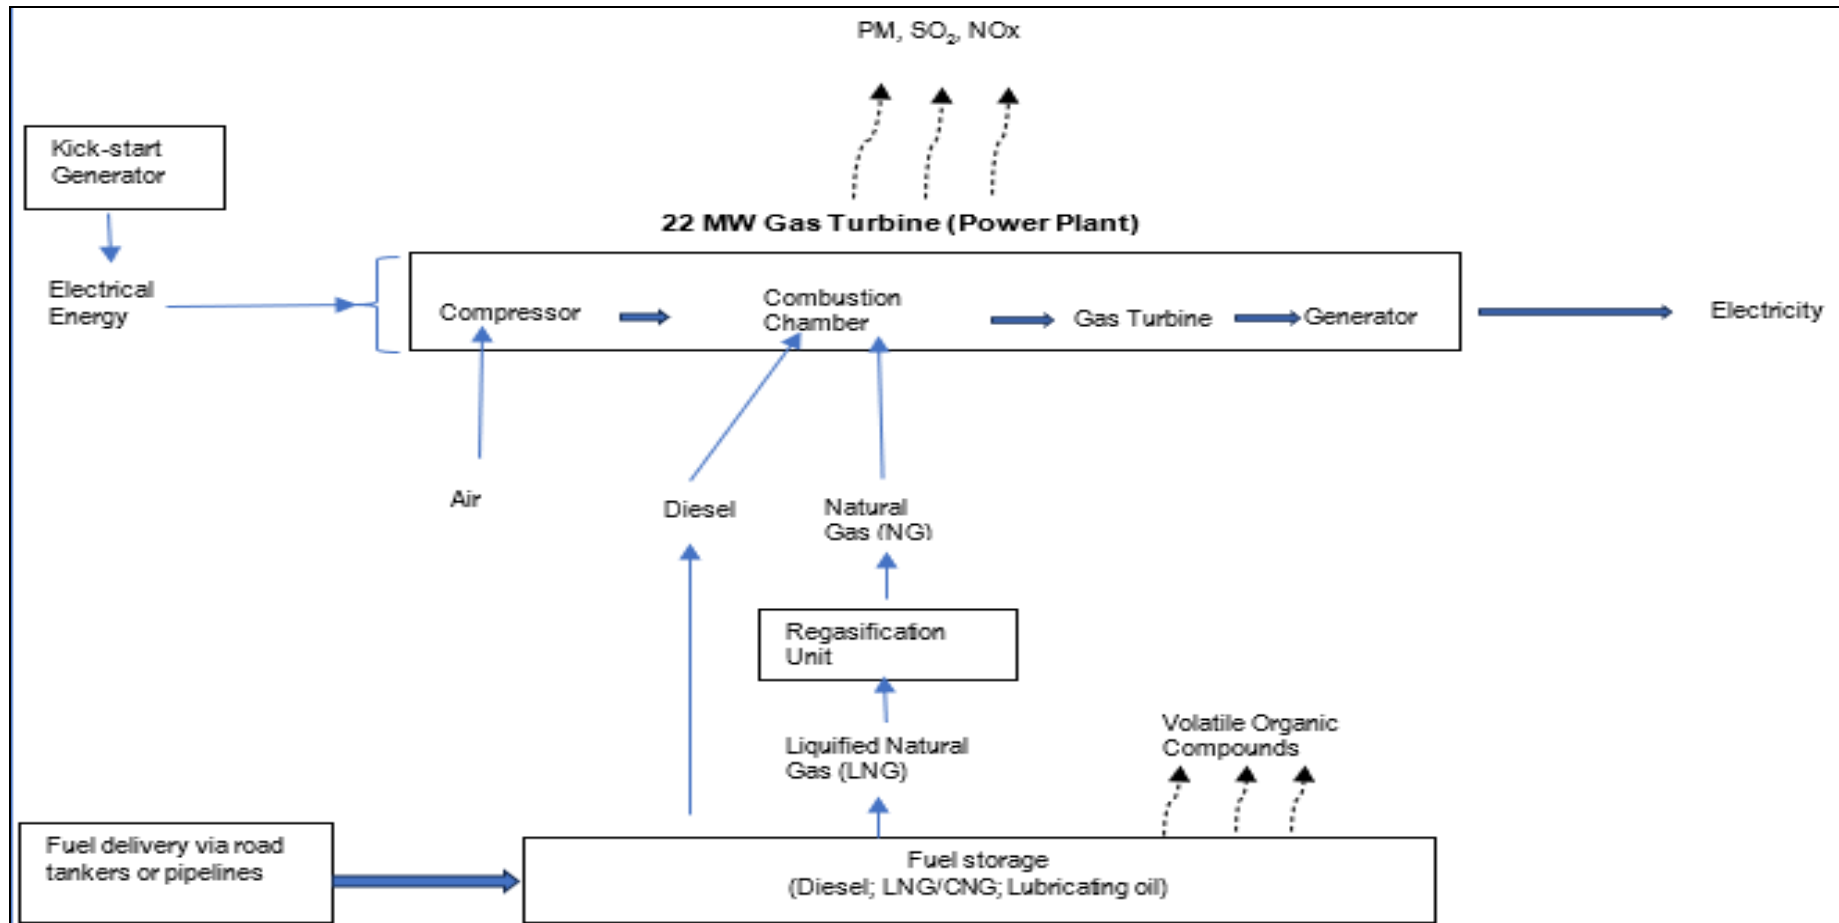 PM, SO₂, NOx
Kick-start
Generator
22 MW Gas Turbine (Power Plant)
Electrical
Energy
Compressor
Combustion
Chamber
Gas Turbine
Generator
Electricity
Air
Diesel
Natural
Gas (NG)
Regasification
Unit
Liquified Natural
Gas (LNG)
Volatile Organic
Compounds
Fuel delivery via road
tankers or pipelines
Fuel storage
(Diesel; LNG/CNG; Lubricating oil)